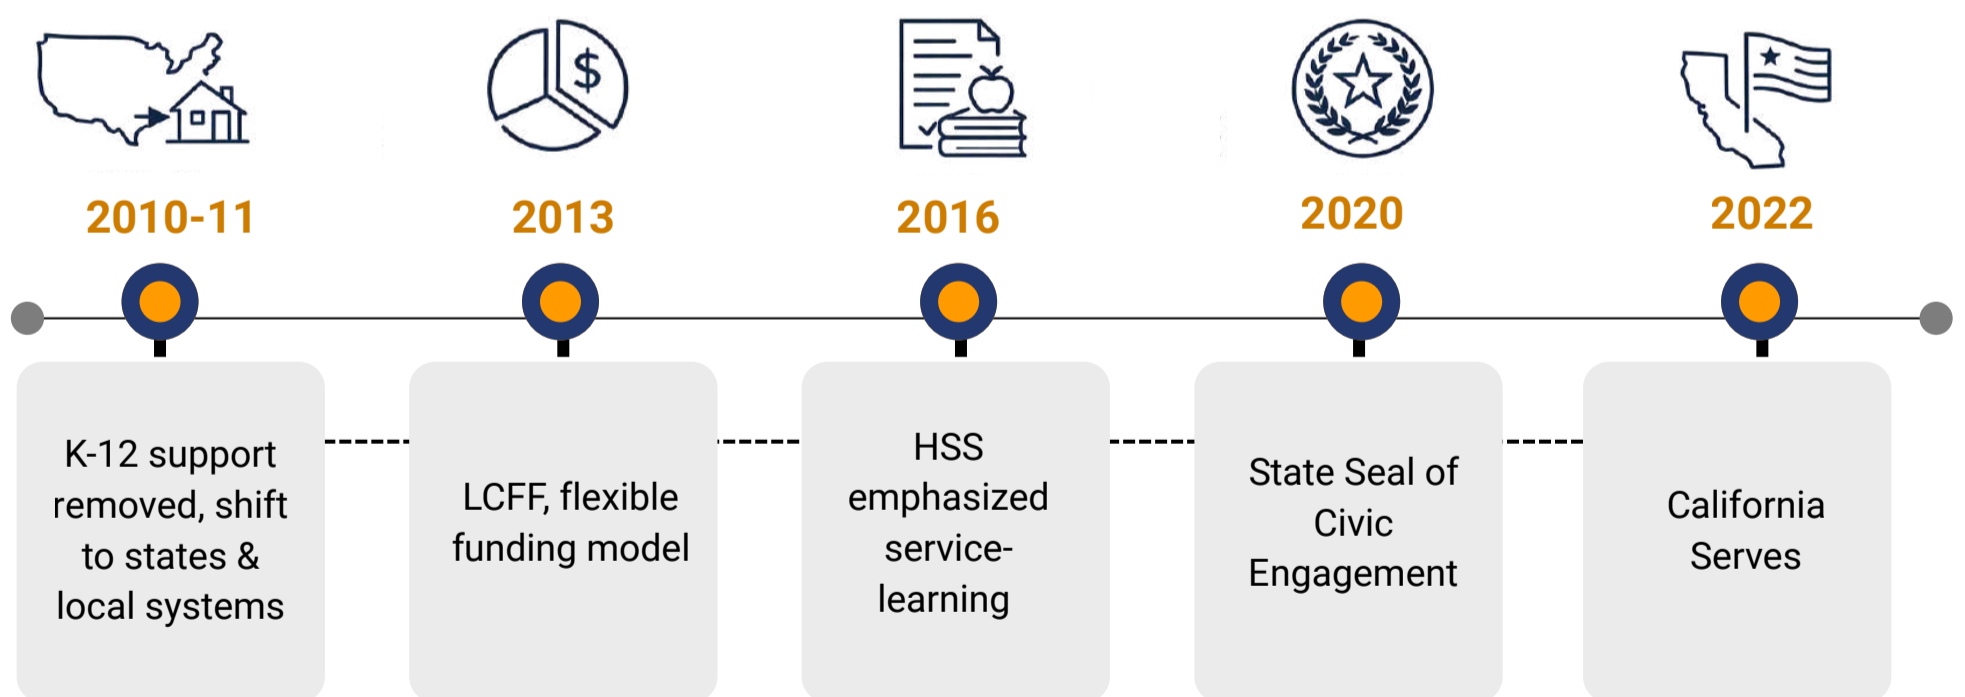 $
2010-11
2013
2016
2020
2022
K-12 support
removed, shift
to states &
local systems
LCFF, flexible
funding model
HSS
emphasized
service-
learning
State Seal of
Civic
Engagement
California
Serves